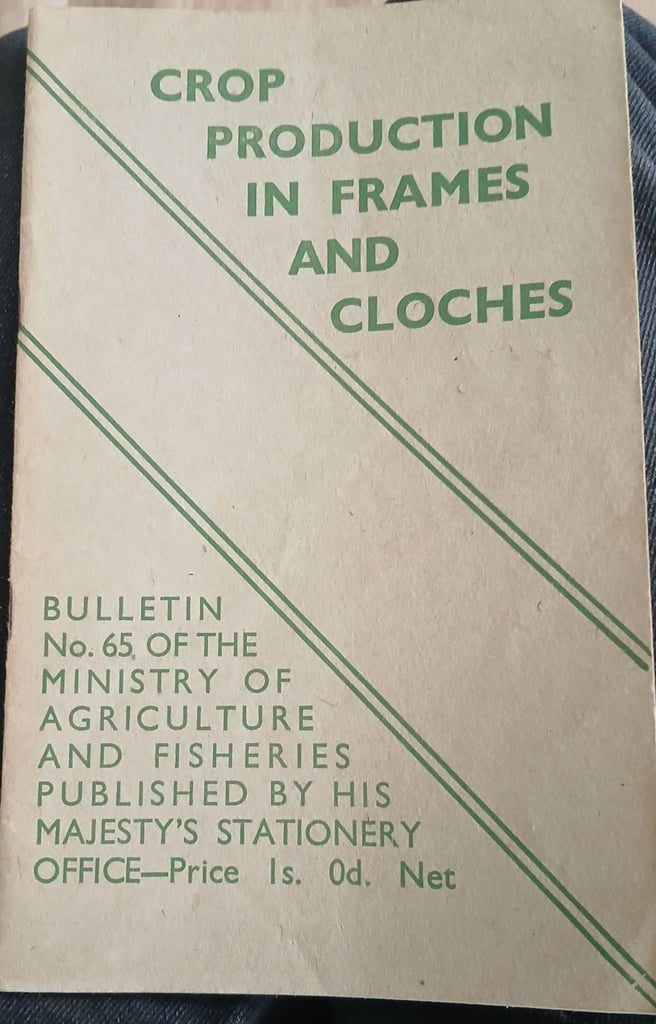 CROP
PRODUCTION
IN FRAMES
AND
CLOCHES
BULLETIN
No. 65, OF THE
MINISTRY OF
AGRICULTURE
AND FISHERIES
PUBLISHED BY HIS
MAJESTY'S STATIONERY
OFFICE—Price 1s. 0d. Net